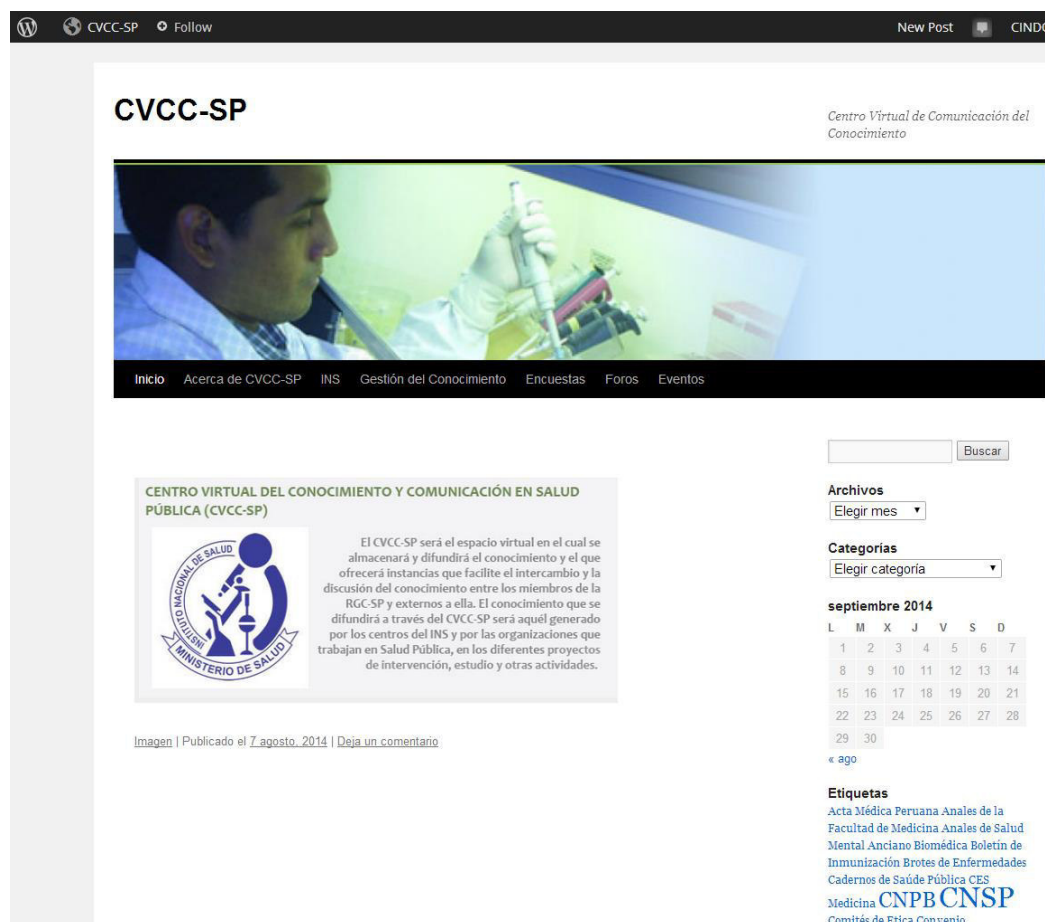 CVCC-SP Follow New Post CINDO
CVCC-SP
Centro Virtual de Comunicación del
Conocimiento
Inicio Acerca de CVCC-SP INS Gestión del Conocimiento Encuestas Foros Eventos
CENTRO VIRTUAL DEL CONOCIMIENTO Y COMUNICACIÓN EN SALUD
PÚBLICA (CVCC-SP)
INSTITUTO NACIONAL DE SALUD
MINISTERIO DE SALUD
El CVCC-SP será el espacio virtual en el cual se
almacenará y difundirá el conocimiento y el que
ofrecerá instancias que facilite el intercambio y la
discusión del conocimiento entre los miembros de la
RGC-SP y externos a ella. El conocimiento que se
difundirá a través del CVCC-SP será aquél generado
por los centros del INS y por las organizaciones que
trabajan en Salud Pública, en los diferentes proyectos
de intervención, estudio y otras actividades.
Imagen | Publicado el 7 agosto, 2014 | Deja un comentario
Buscar
Archivos
Elegir mes
Categorías
Elegir categoría
septiembre 2014
L M X J V S D
1 2 3 4 5 6 7
8 9 10 11 12 13 14
15 16 17 18 19 20 21
22 23 24 25 26 27 28
29 30
« ago
Etiquetas
Acta Médica Peruana Anales de la
Facultad de Medicina Anales de Salud
Mental Anciano Biomédica Boletín de
Inmunización Brotes de Enfermedades
Cadernos de Saúde Pública CES
Medicina CNPB CNSP
Comités de Etica Convenio